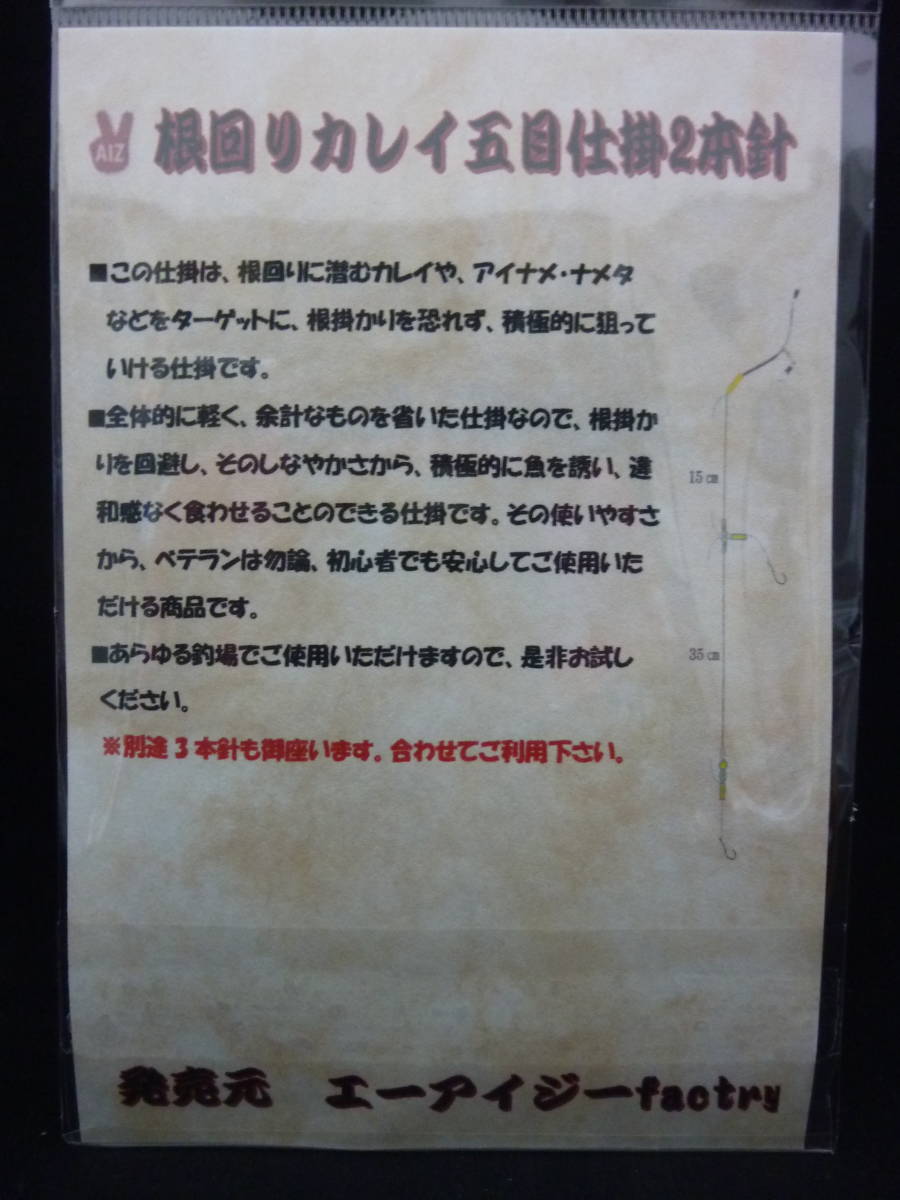 AIZ 根回りカレイ五目仕掛2本針
■この仕掛は、根回りに潜むカレイや、アイナメ・ナメタ
などをターゲットに、根掛かりを恐れず、積極的に狙って
いける仕掛です。
■全体的に軽く、余計なものを省いた仕掛なので、根掛か
りを回避し、そのしなやかさから、積極的に魚を誘い、違
和感なく食わせることのできる仕掛です。その使いやすさ
から、ベテランは勿論、初心者でも安心してご使用いた
だける商品です。
■あらゆる釣場でご使用いただけますので、是非お試し
ください。
※別途３本針も御座います。合わせてご利用下さい。
15㎝
35㎝
発売元　エーアイジーfactry